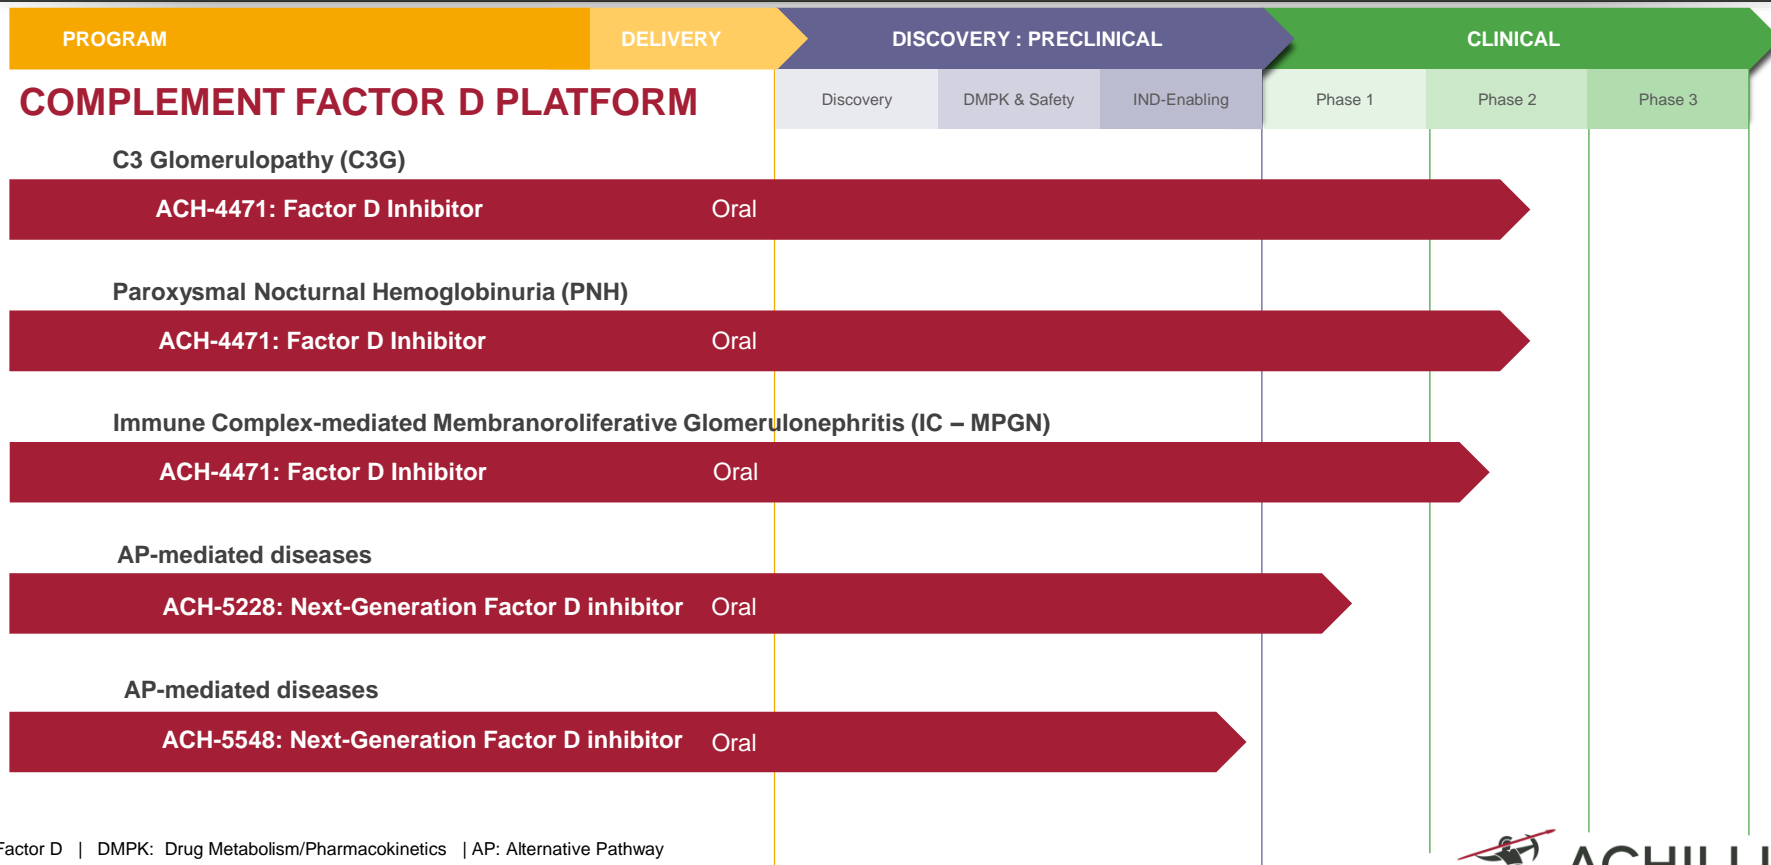 PROGRAM DELIVERY DISCOVERY : PRECLINICAL CLINICAL
COMPLEMENT FACTOR D PLATFORM Discovery DMPK & Safety IND-Enabling Phase 1 Phase 2 Phase 3
C3 Glomerulopathy (C3G)
ACH-4471: Factor D Inhibitor Oral
Paroxysmal Nocturnal Hemoglobinuria (PNH)
ACH-4471: Factor D Inhibitor Oral
Immune Complex-mediated Membranoroliferative Glomerulonephritis (IC – MPGN)
ACH-4471: Factor D Inhibitor Oral
AP-mediated diseases
ACH-5228: Next-Generation Factor D inhibitor Oral
AP-mediated diseases
ACH-5548: Next-Generation Factor D inhibitor Oral
Factor D | DMPK: Drug Metabolism/Pharmacokinetics | AP: Alternative Pathway